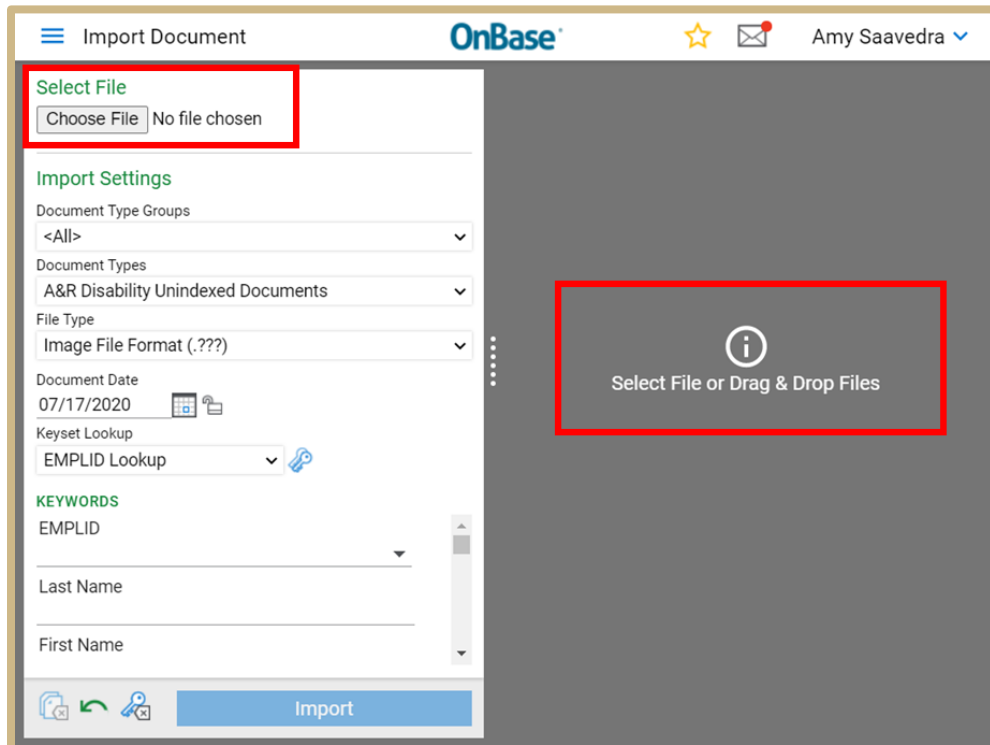 Import Document
OnBase
Amy Saavedra
Select File
Choose File No file chosen
Import Settings
Document Type Groups
<All>
Document Types
A&R Disability Unindexed Documents
File Type
Image File Format (.???)
Document Date
07/17/2020
Keyset Lookup
EMPLID Lookup
KEYWORDS
EMPLID
Last Name
First Name
Import
Select File or Drag & Drop Files